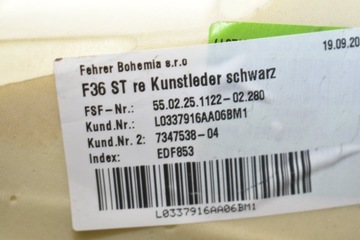 Fehrer Bohemia s.r.o
19.09.20
F36 ST re Kunstleder schwarz
FSF-Nr.: 55.02.25.1122-02.280
Kund.Nr.: L0337916AA06BM1
Kund.Nr. 2: 7347538-04
Index: EDF853
L0337916AA06BM1